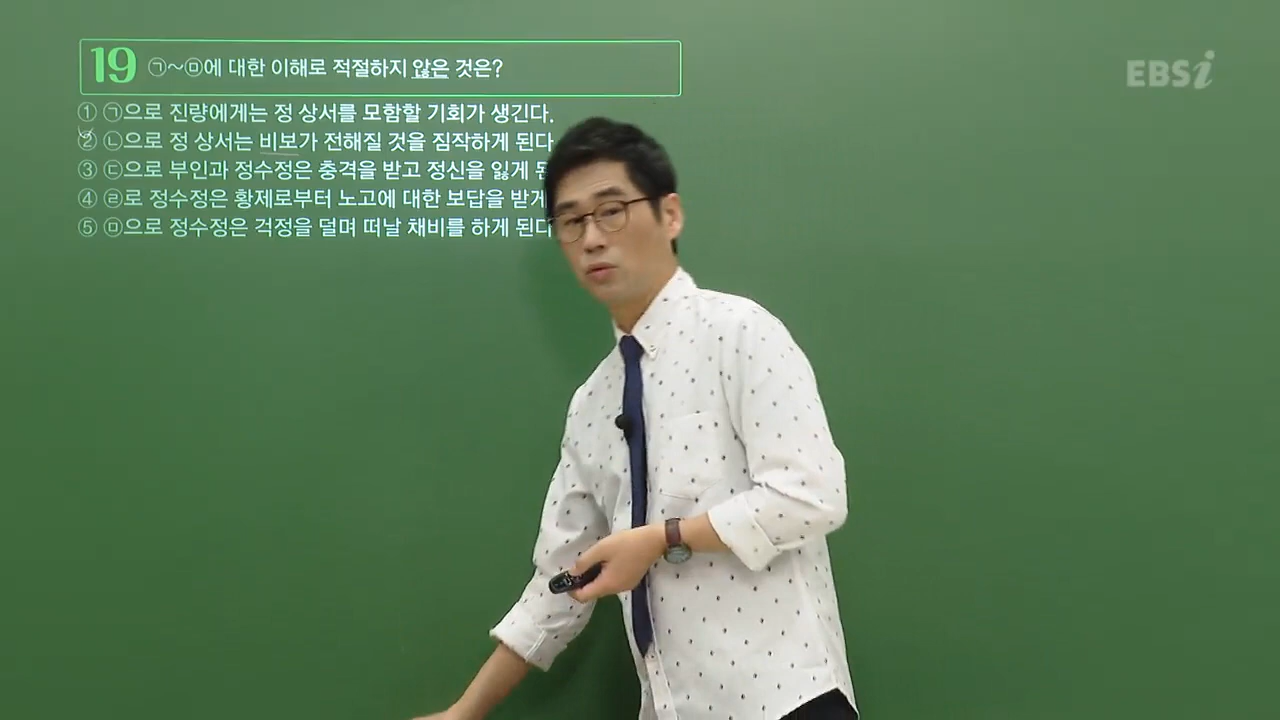 19 ㉠~㉤에 대한 이해로 적절하지 않은 것은?
EBSi
① ㉠으로 진량에게는 정 상서를 모함할 기회가 생긴다.
② ㉡으로 정 상서는 비보가 전해질 것을 짐작하게 된다
③ ㉢으로 부인과 정수정은 충격을 받고 정신을 잃게
④ ㉣로 정수정은 황제로부터 노고에 대한 보답을 받게
⑤ ㉤으로 정수정은 걱정을 덜며 떠날 채비를 하게 된다